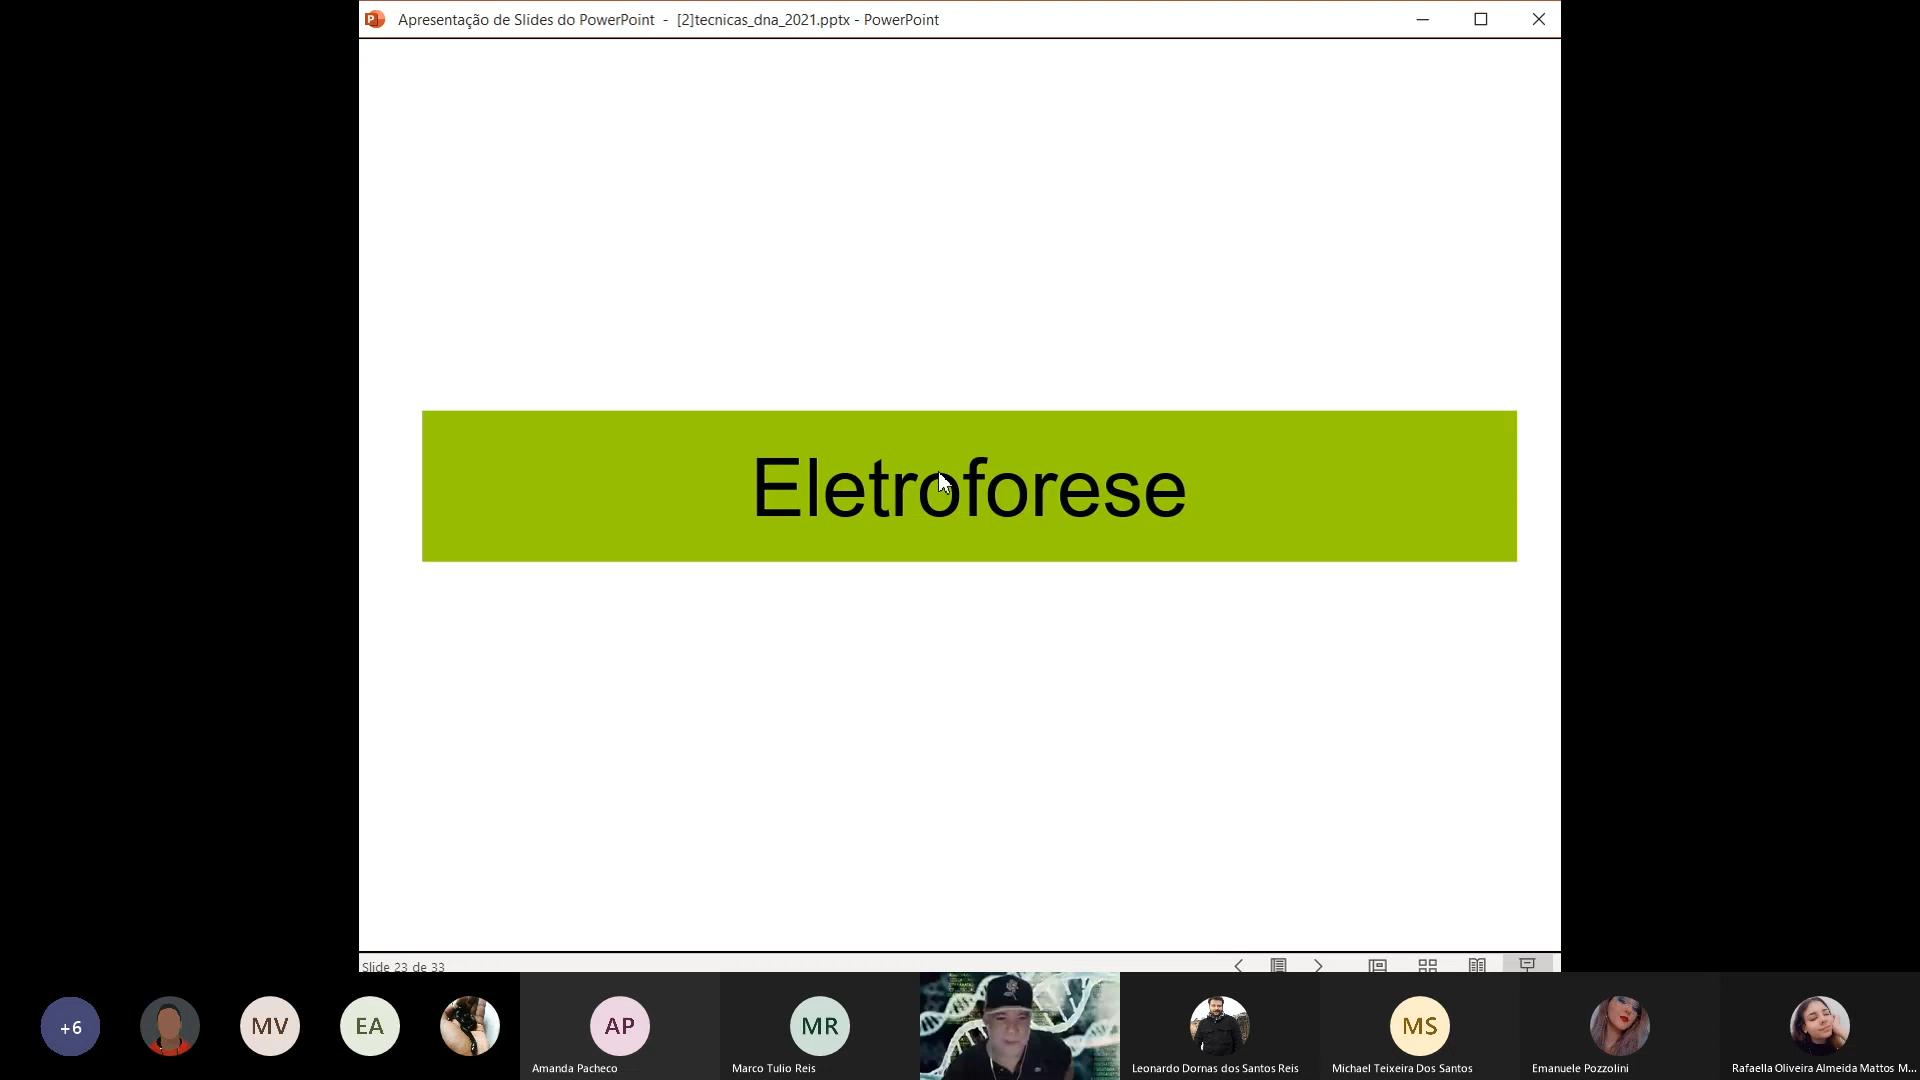 Apresentação de Slides do PowerPoint - [2]tecnicas_dna_2021.pptx - PowerPoint
Eletroforese
Slide 23 de 33
+6
MV
EA
AP
Amanda Pacheco
MR
Marco Tulio Reis
Leonardo Dornas dos Santos Reis
MS
Michael Teixeira Dos Santos
Emanuele Pozzolini
Rafaella Oliveira Almeida Mattos M...